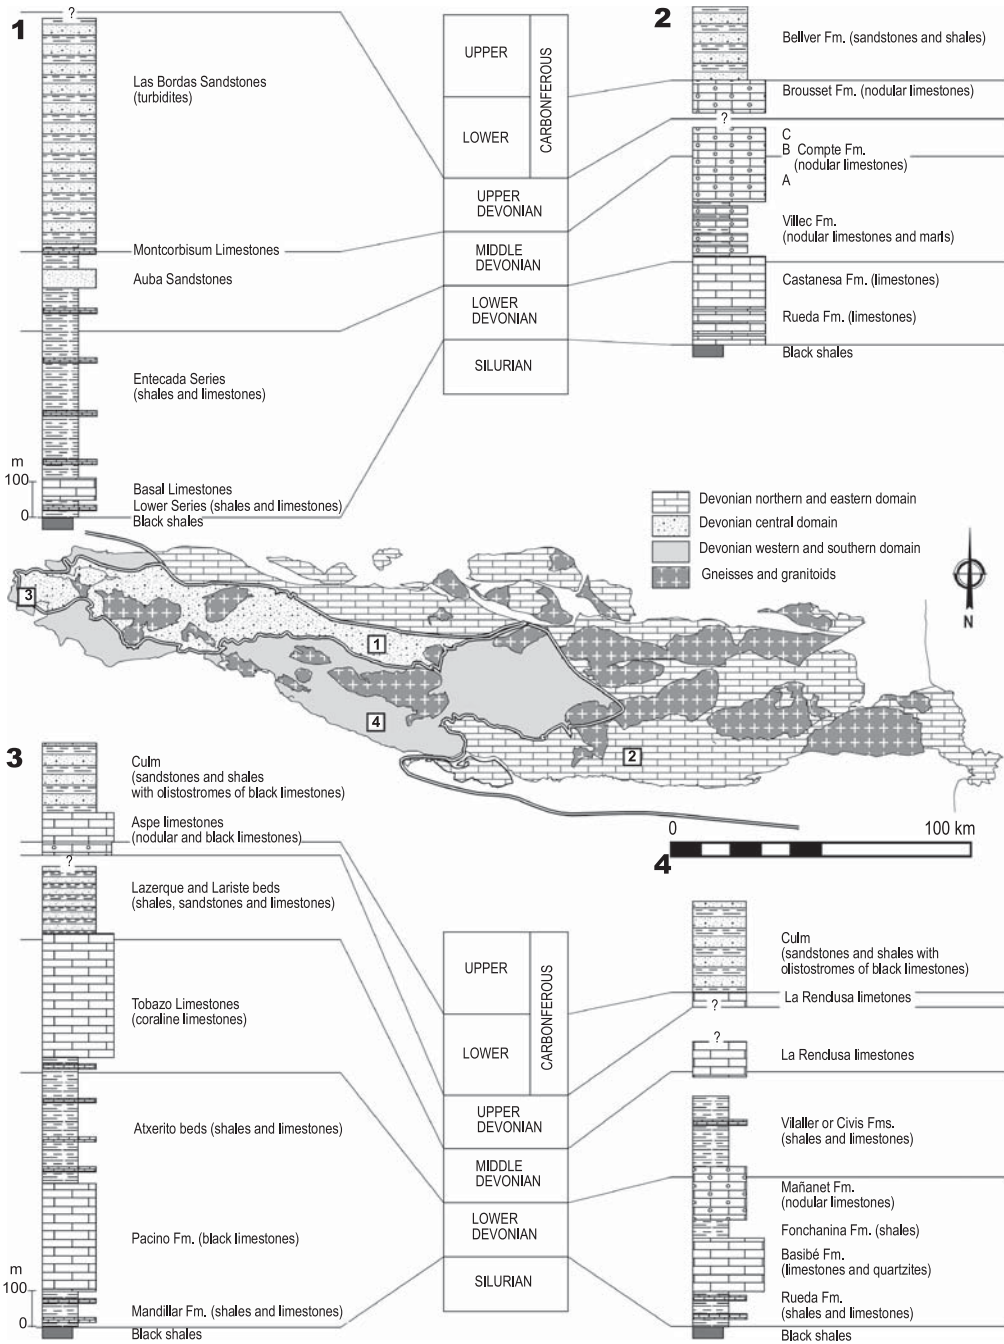 1
?
Las Bordas Sandstones
(turbidites)
Montcorbisum Limestones
Auba Sandstones
Entecada Series
(shales and limestones)
m
100
0
Basal Limestones
Lower Series (shales and limestones)
Black shales
UPPER
LOWER
CARBONFEROUS
UPPER
DEVONIAN
MIDDLE
DEVONIAN
LOWER
DEVONIAN
SILURIAN
2
Bellver Fm. (sandstones and shales)
Brousset Fm. (nodular limestones)
?
C
B Compte Fm.
(nodular limestones)
A
Villec Fm.
(nodular limestones and marls)
Castanesa Fm. (limestones)
Rueda Fm. (limestones)
Black shales
Devonian northern and eastern domain
Devonian central domain
Devonian western and southern domain
Gneisses and granitoids
N
3
1
4
2
0 100 km
3
Culm
(sandstones and shales
with olistostromes of black limestones)
Aspe limestones
(nodular and black limestones)
?
Lazerque and Lariste beds
(shales, sandstones and limestones)
Tobazo Limestones
(coraline limestones)
Atxerito beds (shales and limestones)
Pacino Fm. (black limestones)
m
100
0
Mandillar Fm. (shales and limestones)
Black shales
UPPER
LOWER
CARBONFEROUS
UPPER
DEVONIAN
MIDDLE
DEVONIAN
LOWER
DEVONIAN
SILURIAN
4
Culm
(sandstones and shales with
olistostromes of black limestones)
La Renclusa limetones
?
?
La Renclusa limestones
Vilaller or Civis Fms.
(shales and limestones)
Mañanet Fm.
(nodular limestones)
Fonchanina Fm. (shales)
Basibé Fm.
(limestones and quartzites)
Rueda Fm.
(shales and limestones)
Black shales